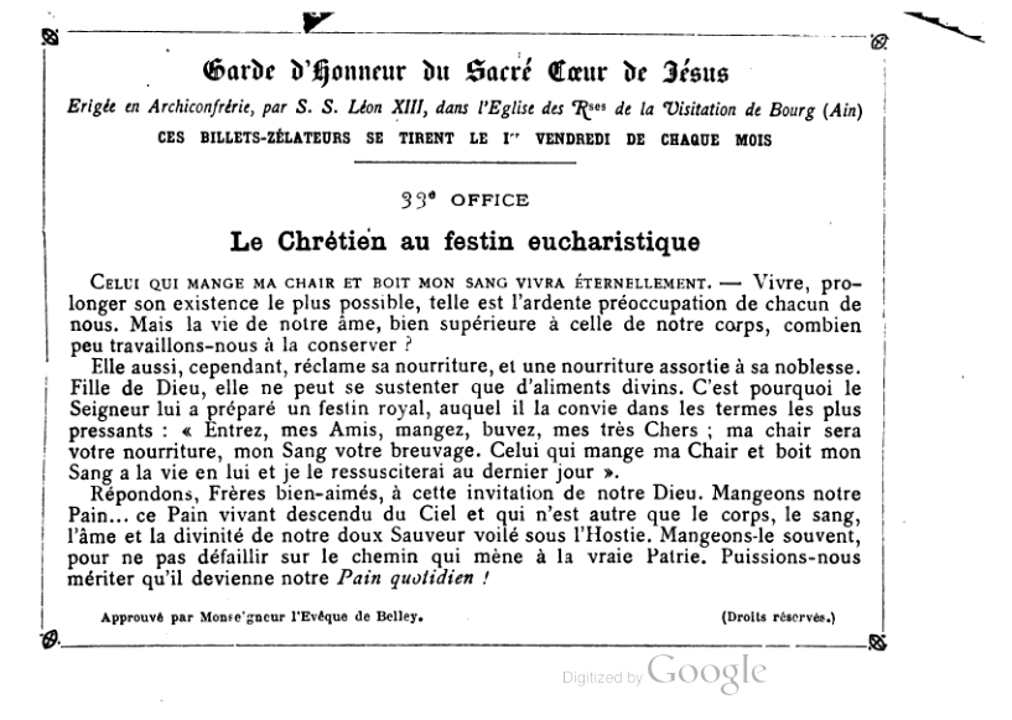 Garde d'Honneur du Sacré Cœur de Jésus
Erigée en Archiconfrérie, par S. S. Léon XIII, dans l'Eglise des Rses de la Visitation de Bourg (Ain)
CES BILLETS-ZÉLATEURS SE TIRENT LE Ier VENDREDI DE CHAQUE MOIS
33e OFFICE
Le Chrétien au festin eucharistique
CELUI QUI MANGE MA CHAIR ET BOIT MON SANG VIVRA ÉTERNELLEMENT. — Vivre, pro-
longer son existence le plus possible, telle est l'ardente préoccupation de chacun de
nous. Mais la vie de notre âme, bien supérieure à celle de notre corps, combien
peu travaillons-nous à la conserver ?
Elle aussi, cependant, réclame sa nourriture, et une nourriture assortie à sa noblesse.
Fille de Dieu, elle ne peut se sustenter que d'aliments divins. C'est pourquoi le
Seigneur lui a préparé un festin royal, auquel il la convie dans les termes les plus
pressants : « Entrez, mes Amis, mangez, buvez, mes très Chers ; ma chair sera
votre nourriture, mon Sang votre breuvage. Celui qui mange ma Chair et boit mon
Sang a la vie en lui et je le ressusciterai au dernier jour ».
Répondons, Frères bien-aimés, à cette invitation de notre Dieu. Mangeons notre
Pain... ce Pain vivant descendu du Ciel et qui n'est autre que le corps, le sang,
l'âme et la divinité de notre doux Sauveur voilé sous l'Hostie. Mangeons-le souvent,
pour ne pas défaillir sur le chemin qui mène à la vraie Patrie. Puissions-nous
mériter qu'il devienne notre Pain quotidien !
Approuvé par Monseigneur l'Evêque de Belley. (Droits réservés.)
Digitized by Google